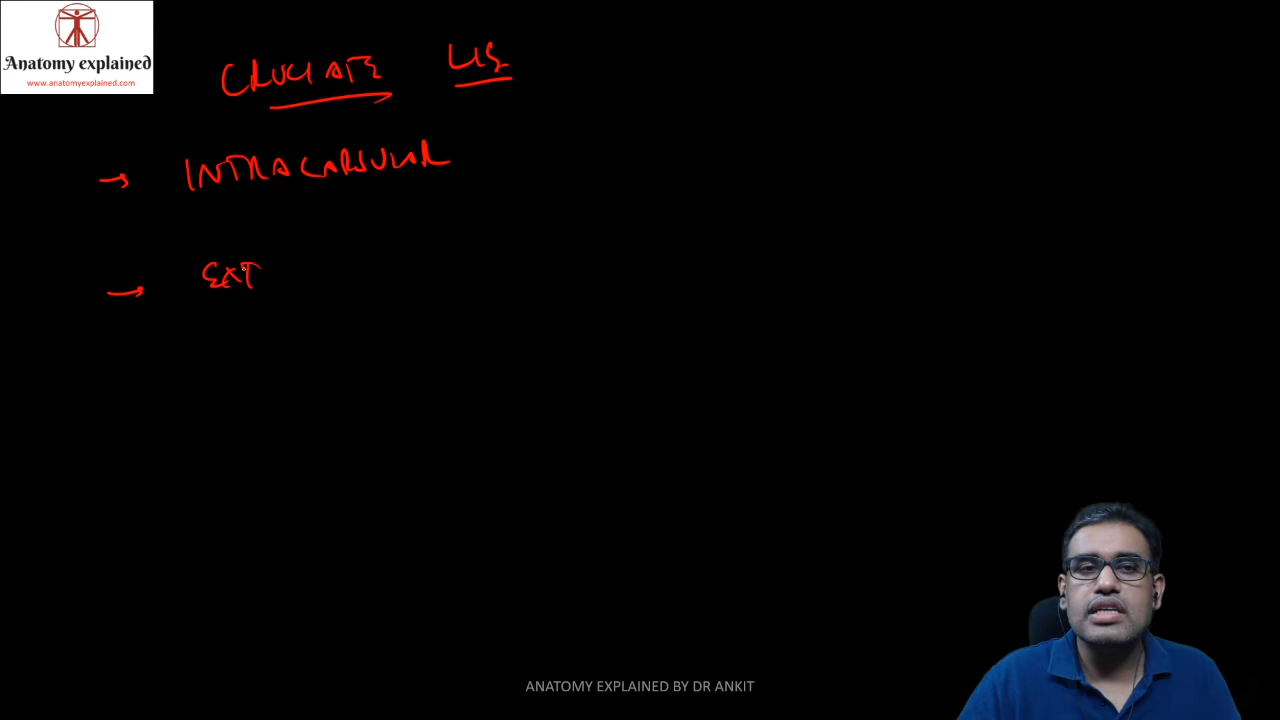 Anatomy explained
www.anatomyexplained.com
CRUCIATE LIG
→ INTRACAPSULAR
→ EXT
ANATOMY EXPLAINED BY DR ANKIT